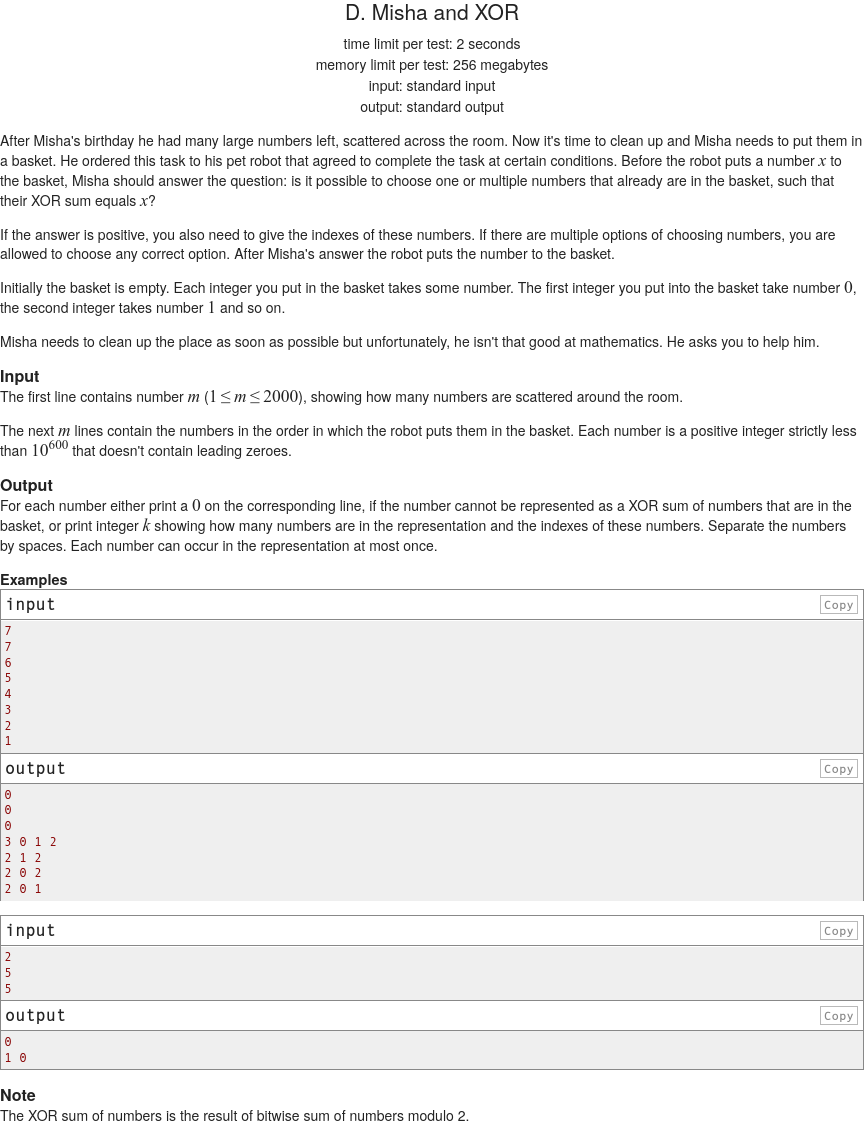 D. Misha and XOR
time limit per test: 2 seconds
memory limit per test: 256 megabytes
input: standard input
output: standard output
After Misha's birthday he had many large numbers left, scattered across the room. Now it's time to clean up and Misha needs to put them in
a basket. He ordered this task to his pet robot that agreed to complete the task at certain conditions. Before the robot puts a number x to
the basket, Misha should answer the question: is it possible to choose one or multiple numbers that already are in the basket, such that
their XOR sum equals x?
If the answer is positive, you also need to give the indexes of these numbers. If there are multiple options of choosing numbers, you are
allowed to choose any correct option. After Misha's answer the robot puts the number to the basket.
Initially the basket is empty. Each integer you put in the basket takes some number. The first integer you put into the basket take number 0,
the second integer takes number 1 and so on.
Misha needs to clean up the place as soon as possible but unfortunately, he isn't that good at mathematics. He asks you to help him.
Input
The first line contains number m (1 ≤ m ≤ 2000), showing how many numbers are scattered around the room.
The next m lines contain the numbers in the order in which the robot puts them in the basket. Each number is a positive integer strictly less
than 10^600 that doesn't contain leading zeroes.
Output
For each number either print a 0 on the corresponding line, if the number cannot be represented as a XOR sum of numbers that are in the
basket, or print integer k showing how many numbers are in the representation and the indexes of these numbers. Separate the numbers
by spaces. Each number can occur in the representation at most once.
Examples
input Copy
7
7
6
5
4
3
2
1
output Copy
0
0
0
3 0 1 2
2 1 2
2 0 2
2 0 1
input Copy
2
5
5
output Copy
0
1 0
Note
The XOR sum of numbers is the result of bitwise sum of numbers modulo 2.